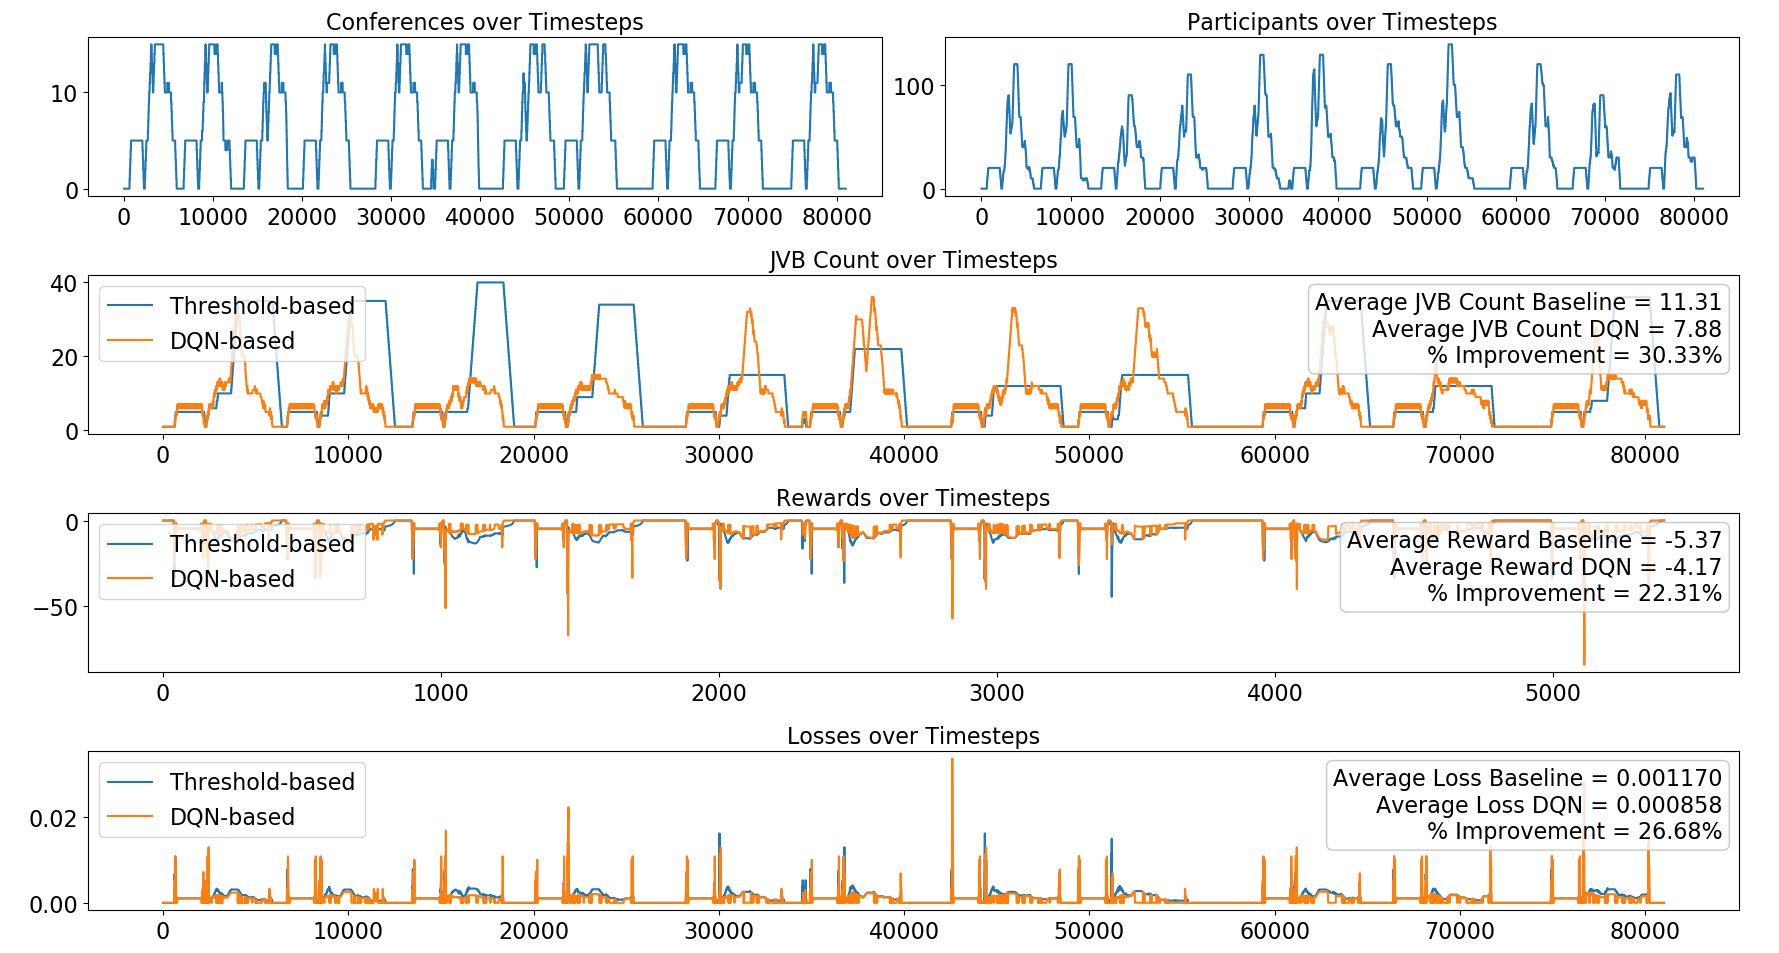 Conferences over Timesteps
10
0
0 10000 20000 30000 40000 50000 60000 70000 80000
Participants over Timesteps
100
0
0 10000 20000 30000 40000 50000 60000 70000 80000
JVB Count over Timesteps
40
20
0
Threshold-based
DQN-based
Average JVB Count Baseline = 11.31
Average JVB Count DQN = 7.88
% Improvement = 30.33%
0 10000 20000 30000 40000 50000 60000 70000 80000
Rewards over Timesteps
0
−50
Threshold-based
DQN-based
Average Reward Baseline = -5.37
Average Reward DQN = -4.17
% Improvement = 22.31%
0 1000 2000 3000 4000 5000
Losses over Timesteps
0.02
0.00
Threshold-based
DQN-based
Average Loss Baseline = 0.001170
Average Loss DQN = 0.000858
% Improvement = 26.68%
0 10000 20000 30000 40000 50000 60000 70000 80000